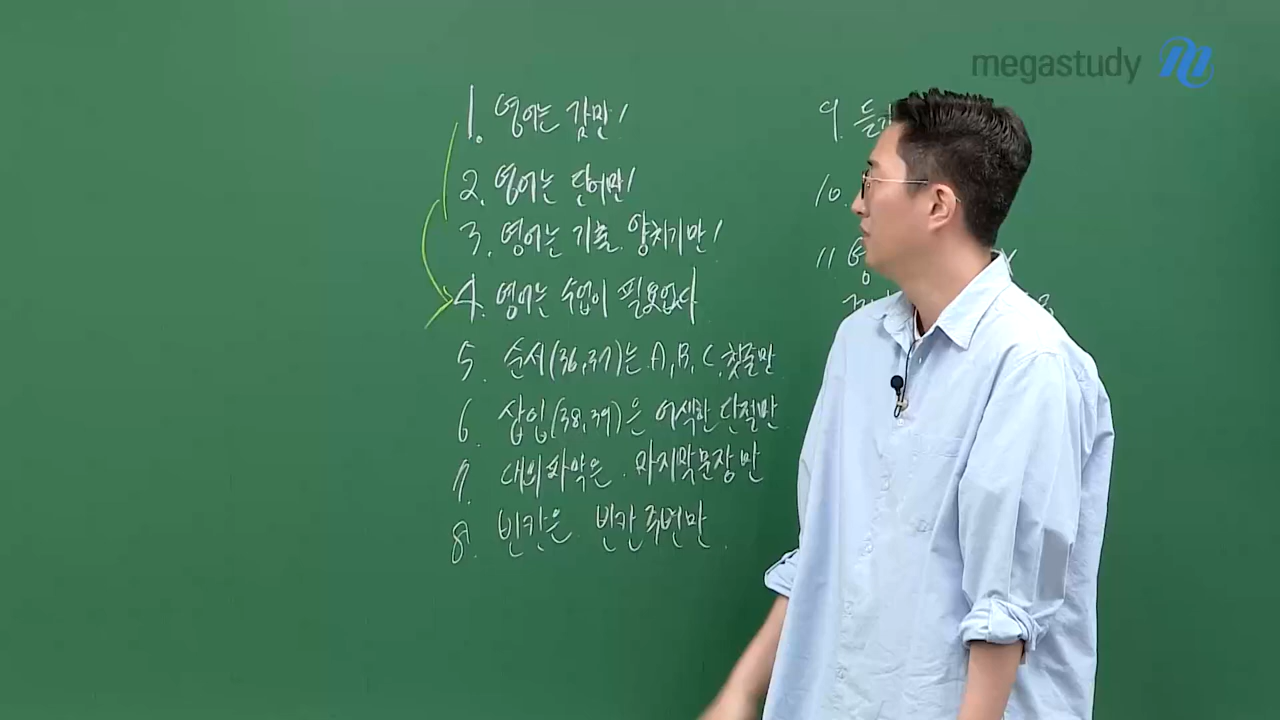 megastudy
1. 영어는 감만!
2. 영어는 단어만!
3. 영어는 기출. 양치기만!
4. 영어는 수업이 필요없다
5. 순서(36,37)는 A, B, C, 첫줄만
6. 삽입(38,39)은 어색한 단절만
7. 대의파악은. 마지막문장만
8. 빈칸은. 빈칸주변만.
9. 듣
10.
11 영